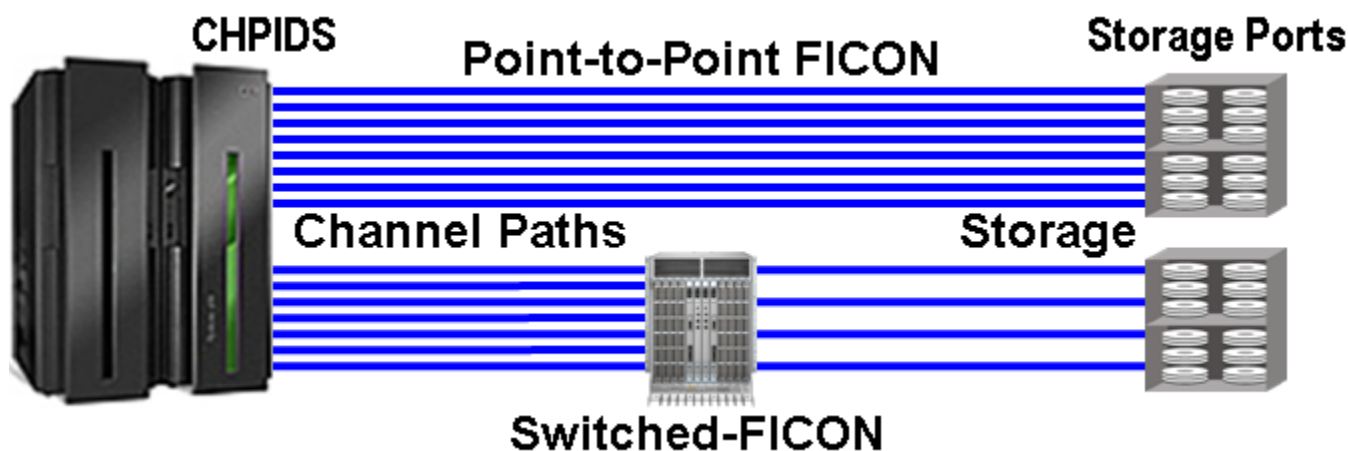 CHPIDS
Point-to-Point FICON
Storage Ports
Channel Paths
Storage
Switched-FICON